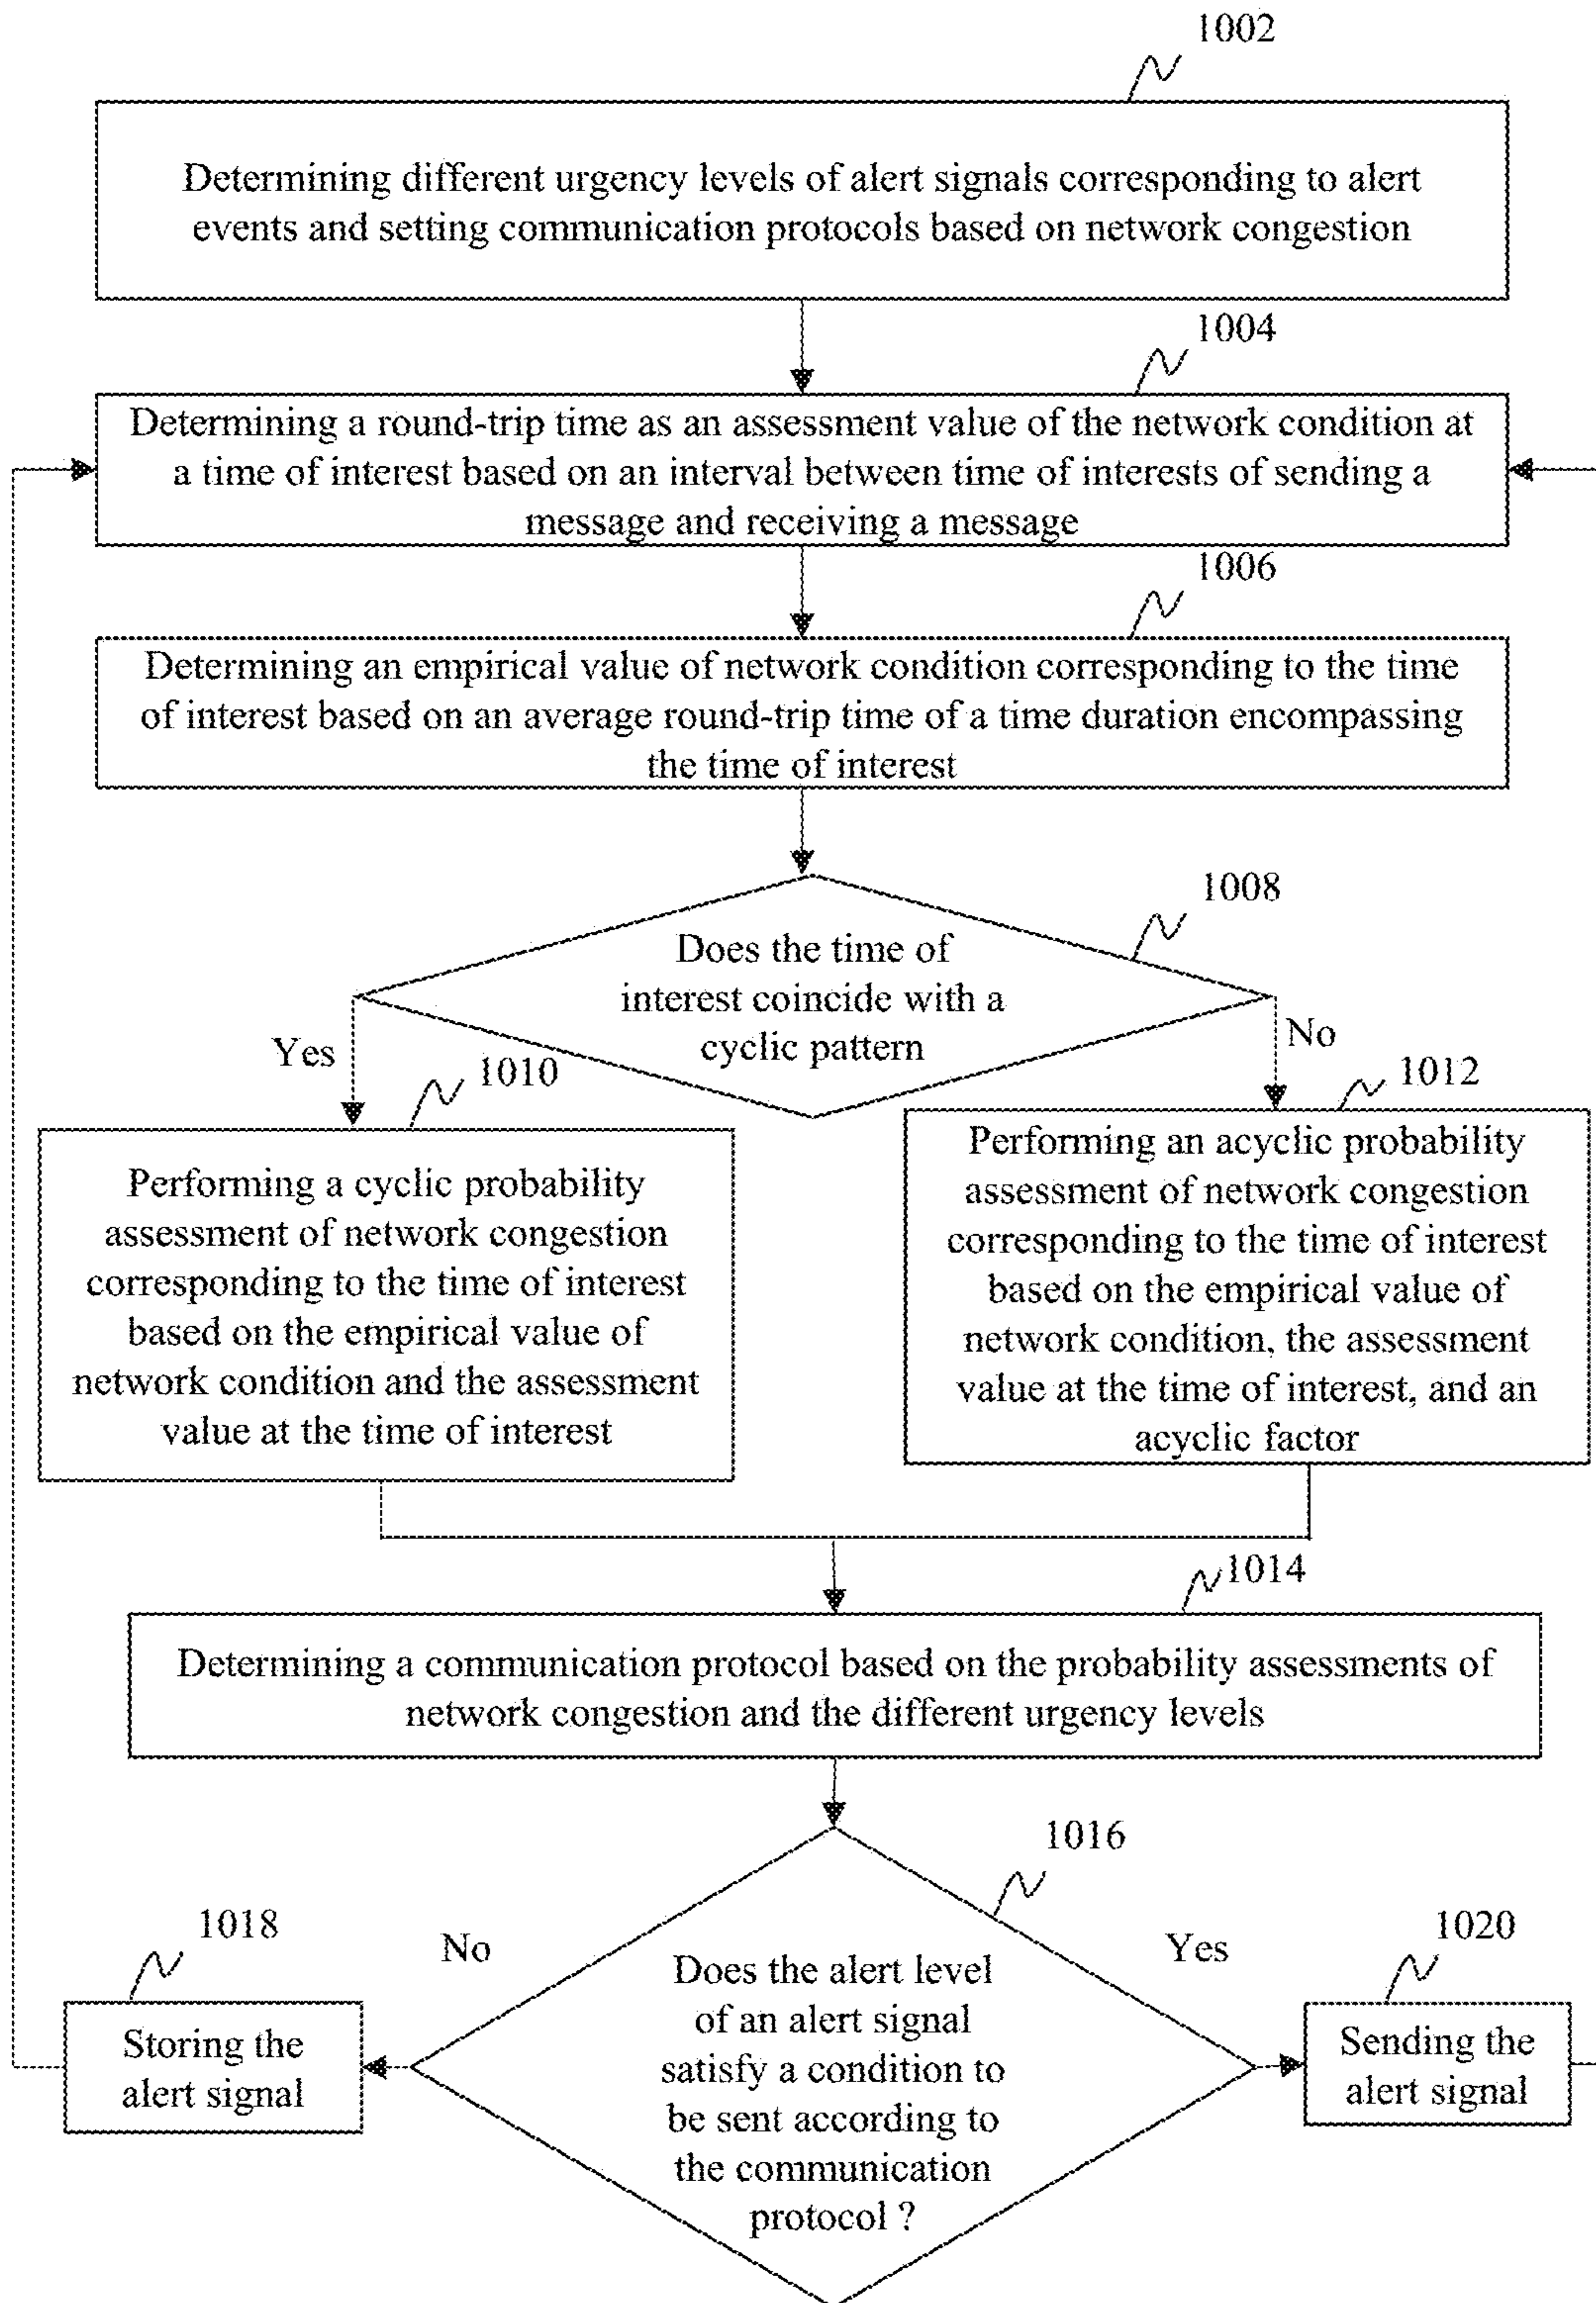 1002
Determining different urgency levels of alert signals corresponding to alert
events and setting communication protocols based on network congestion
1004
Determining a round-trip time as an assessment value of the network condition at
a time of interest based on an interval between time of interests of sending a
message and receiving a message
1006
Determining an empirical value of network condition corresponding to the time
of interest based on an average round-trip time of a time duration encompassing
the time of interest
1008
Does the time of
interest coincide with a
cyclic pattern
Yes
No
1010
Performing a cyclic probability
assessment of network congestion
corresponding to the time of interest
based on the empirical value of
network condition and the assessment
value at the time of interest
1012
Performing an acyclic probability
assessment of network congestion
corresponding to the time of interest
based on the empirical value of
network condition, the assessment
value at the time of interest, and an
acyclic factor
1014
Determining a communication protocol based on the probability assessments of
network congestion and the different urgency levels
1016
Does the alert level
of an alert signal
satisfy a condition to
be sent according to
the communication
protocol ?
No
Yes
1018
Storing the
alert signal
1020
Sending the
alert signal